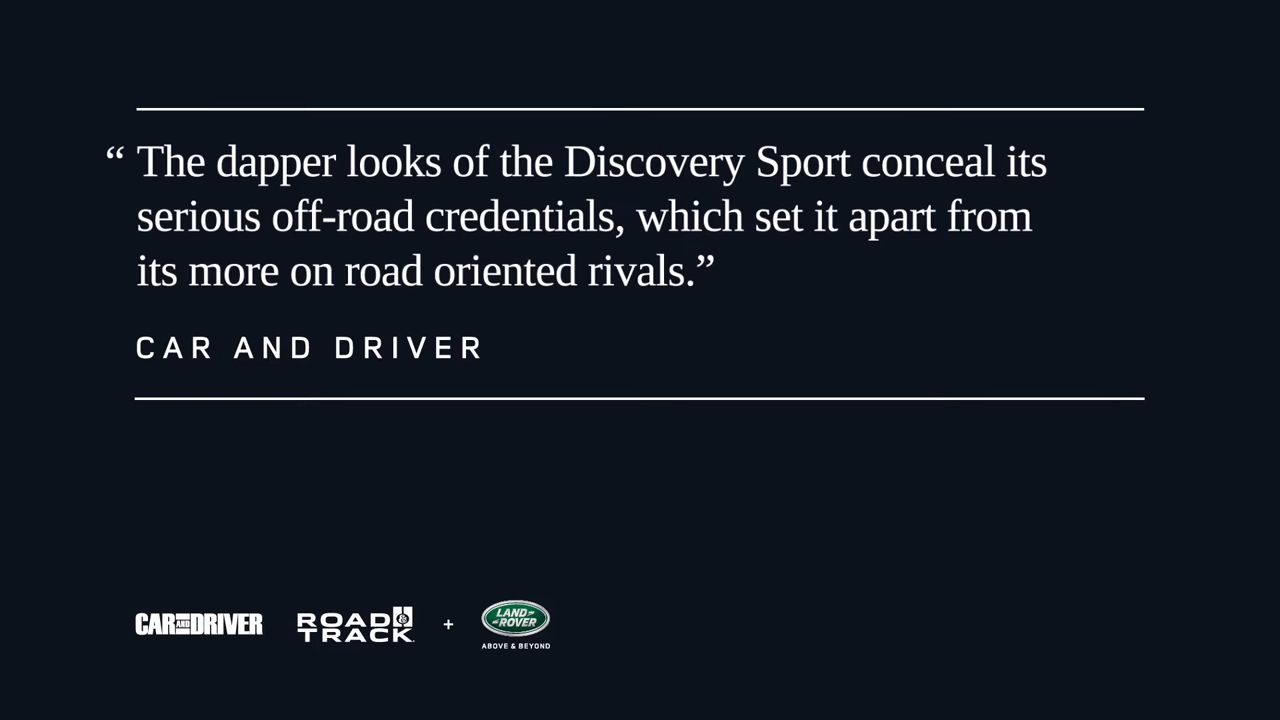 “ The dapper looks of the Discovery Sport conceal its
serious off-road credentials, which set it apart from
its more on road oriented rivals.”
CAR AND DRIVER
CAR AND DRIVER
ROAD &
TRACK
+
LAND
ROVER
ABOVE & BEYOND